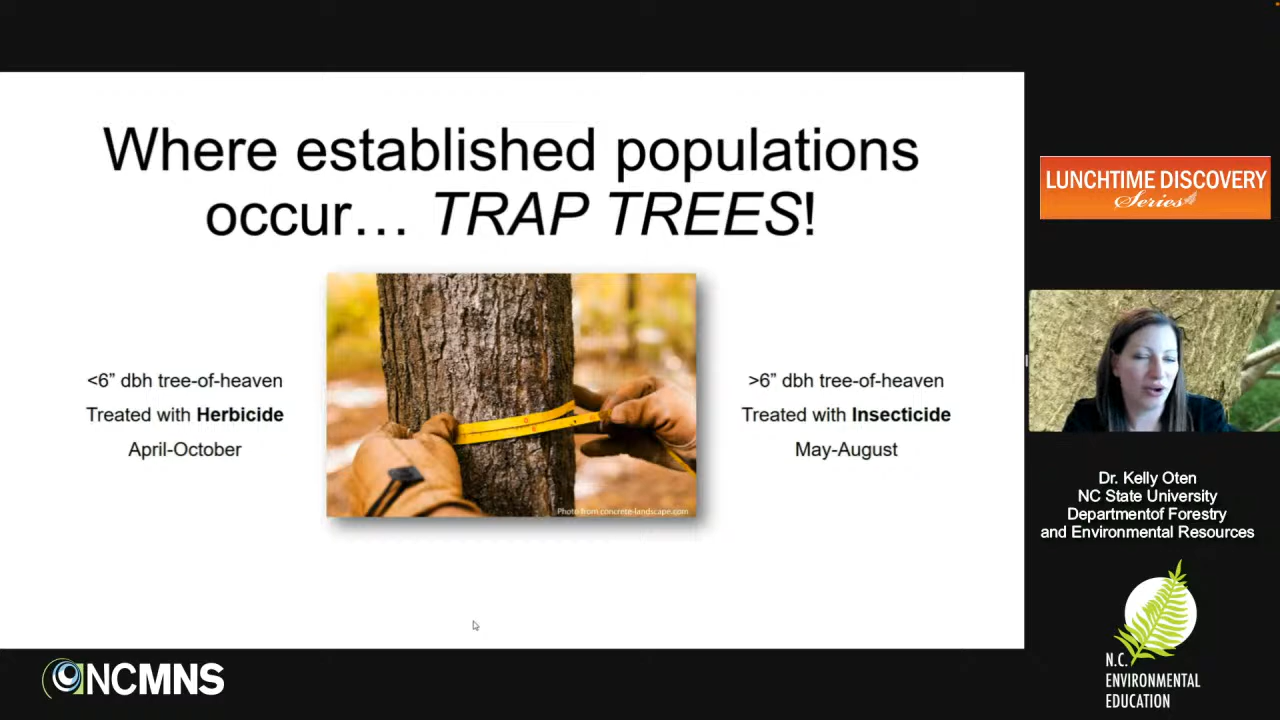 Where established populations
occur… TRAP TREES!
<6” dbh tree-of-heaven
Treated with Herbicide
April-October
>6” dbh tree-of-heaven
Treated with Insecticide
May-August
Photo from concrete-landscape.com
LUNCHTIME DISCOVERY
Series
Dr. Kelly Oten
NC State University
Departmentof Forestry
and Environmental Resources
NCMNS
N.C.
ENVIRONMENTAL
EDUCATION